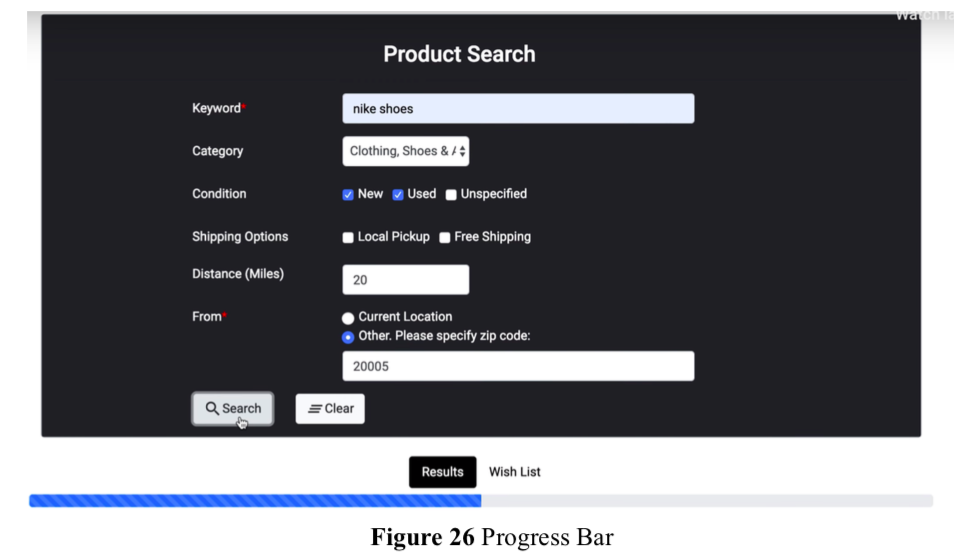 Watch la
Product Search
Keyword*
nike shoes
Category
Clothing, Shoes & A
Condition
New Used Unspecified
Shipping Options
Local Pickup Free Shipping
Distance (Miles)
20
From*
Current Location
Other. Please specify zip code:
20005
Search Clear
Results Wish List
Figure 26 Progress Bar